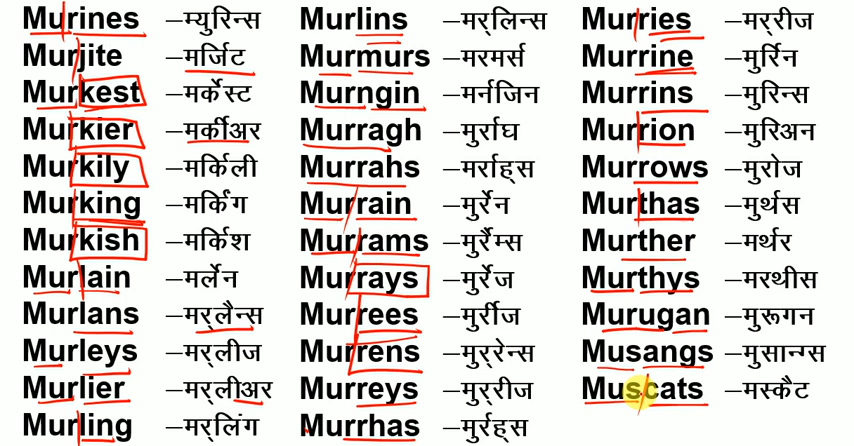 Murines –म्युरिन्स
Murjite –मर्जिट
Murkest –मर्केस्ट
Murkier –मर्कीअर
Murkily –मर्किली
Murking –मर्किंग
Murkish –मर्किश
Murlain –मर्लेन
Murlans –मर्‌लैन्स
Murleys –मर्‌लीज
Murlier –मर्‌लीअर
Murling –मर्‌लिंग
Murlins –मर्‌लिन्स
Murmurs –मरमर्स
Murngin –मर्नजिन
Murragh –मुर्राघ
Murrahs –मर्राह्स
Murrain –मुर्रेन
Murrams –मुर्रैम्स
Murrays –मुर्रेज
Murrees –मुर्रीज
Murrens –मुर्‌रेन्स
Murreys –मुर्‌रीज
Murrhas –मुर्रह्स
Murries –मर्‌रीज
Murrine –मुर्रिन
Murrins –मुरिन्स
Murrion –मुरिअन
Murrows –मुरोज
Murthas –मुर्थस
Murther –मर्थर
Murthys –मरथीस
Murugan –मुरूगन
Musangs –मुसान्ग्स
Muscats –मस्कैट